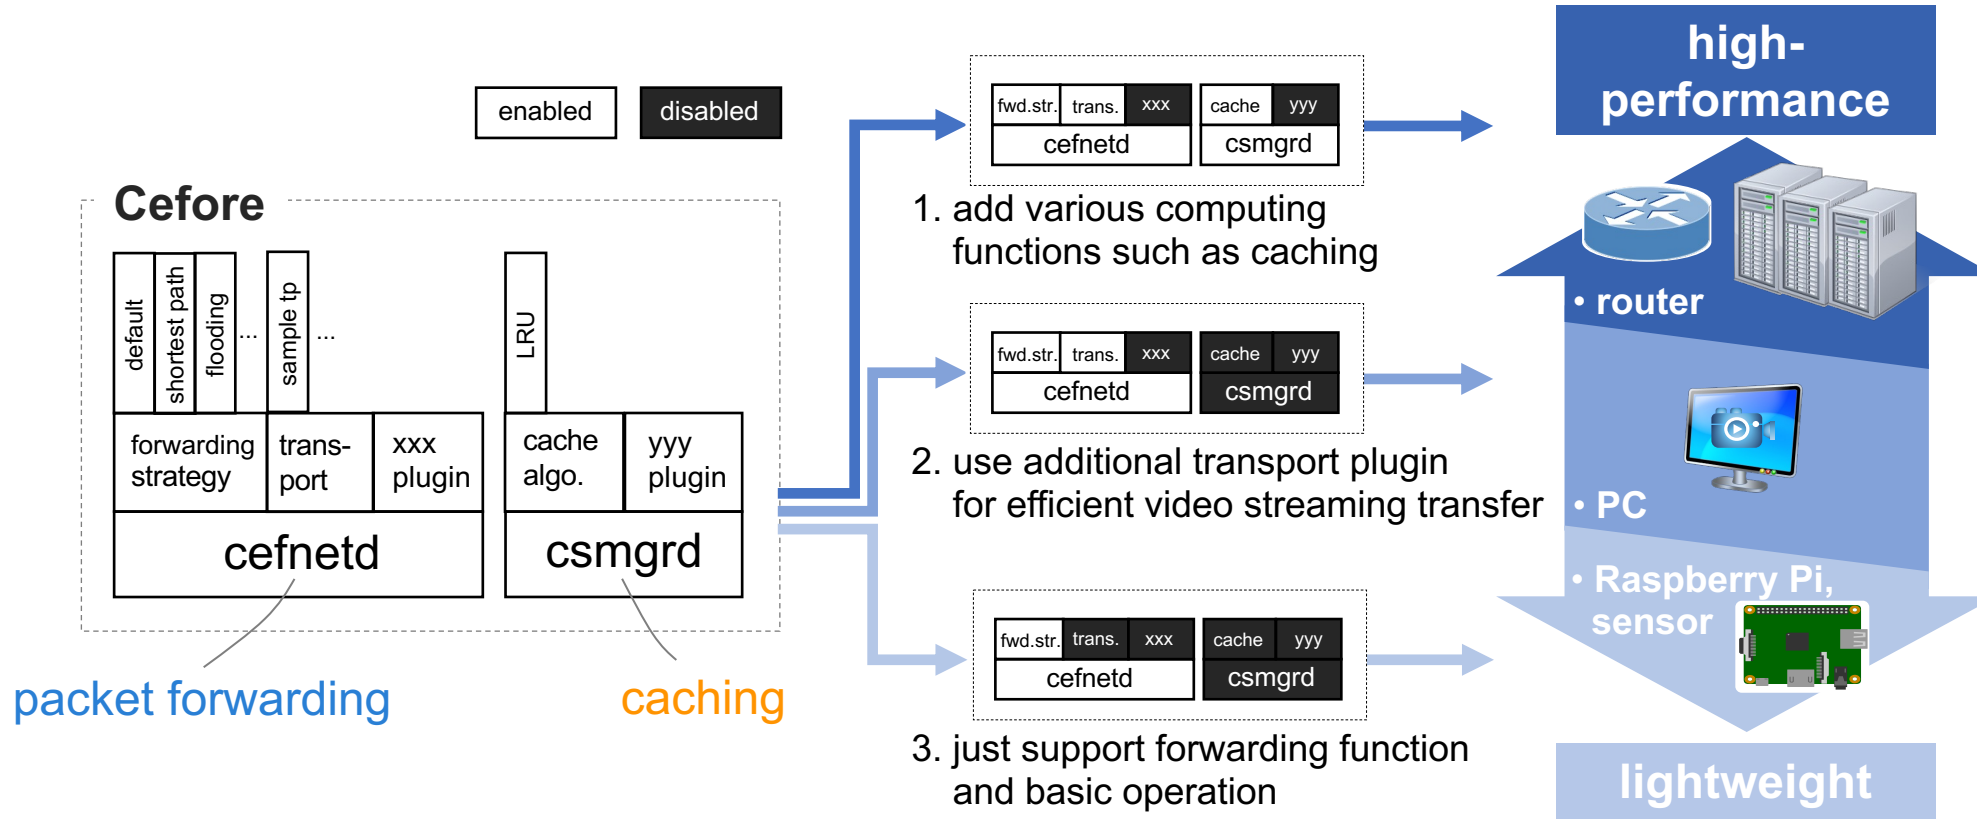 enabled
disabled
Cefore
default
shortest path
flooding
...
sample tp
...
LRU
forwarding
strategy
trans-
port
xxx
plugin
cache
algo.
yyy
plugin
cefnetd
csmgrd
packet forwarding
caching
fwd.str.
trans.
xxx
cache
yyy
cefnetd
csmgrd
1. add various computing
functions such as caching
fwd.str.
trans.
xxx
cache
yyy
cefnetd
csmgrd
2. use additional transport plugin
for efficient video streaming transfer
fwd.str.
trans.
xxx
cache
yyy
cefnetd
csmgrd
3. just support forwarding function
and basic operation
high-
performance
• router
• PC
• Raspberry Pi,
sensor
lightweight